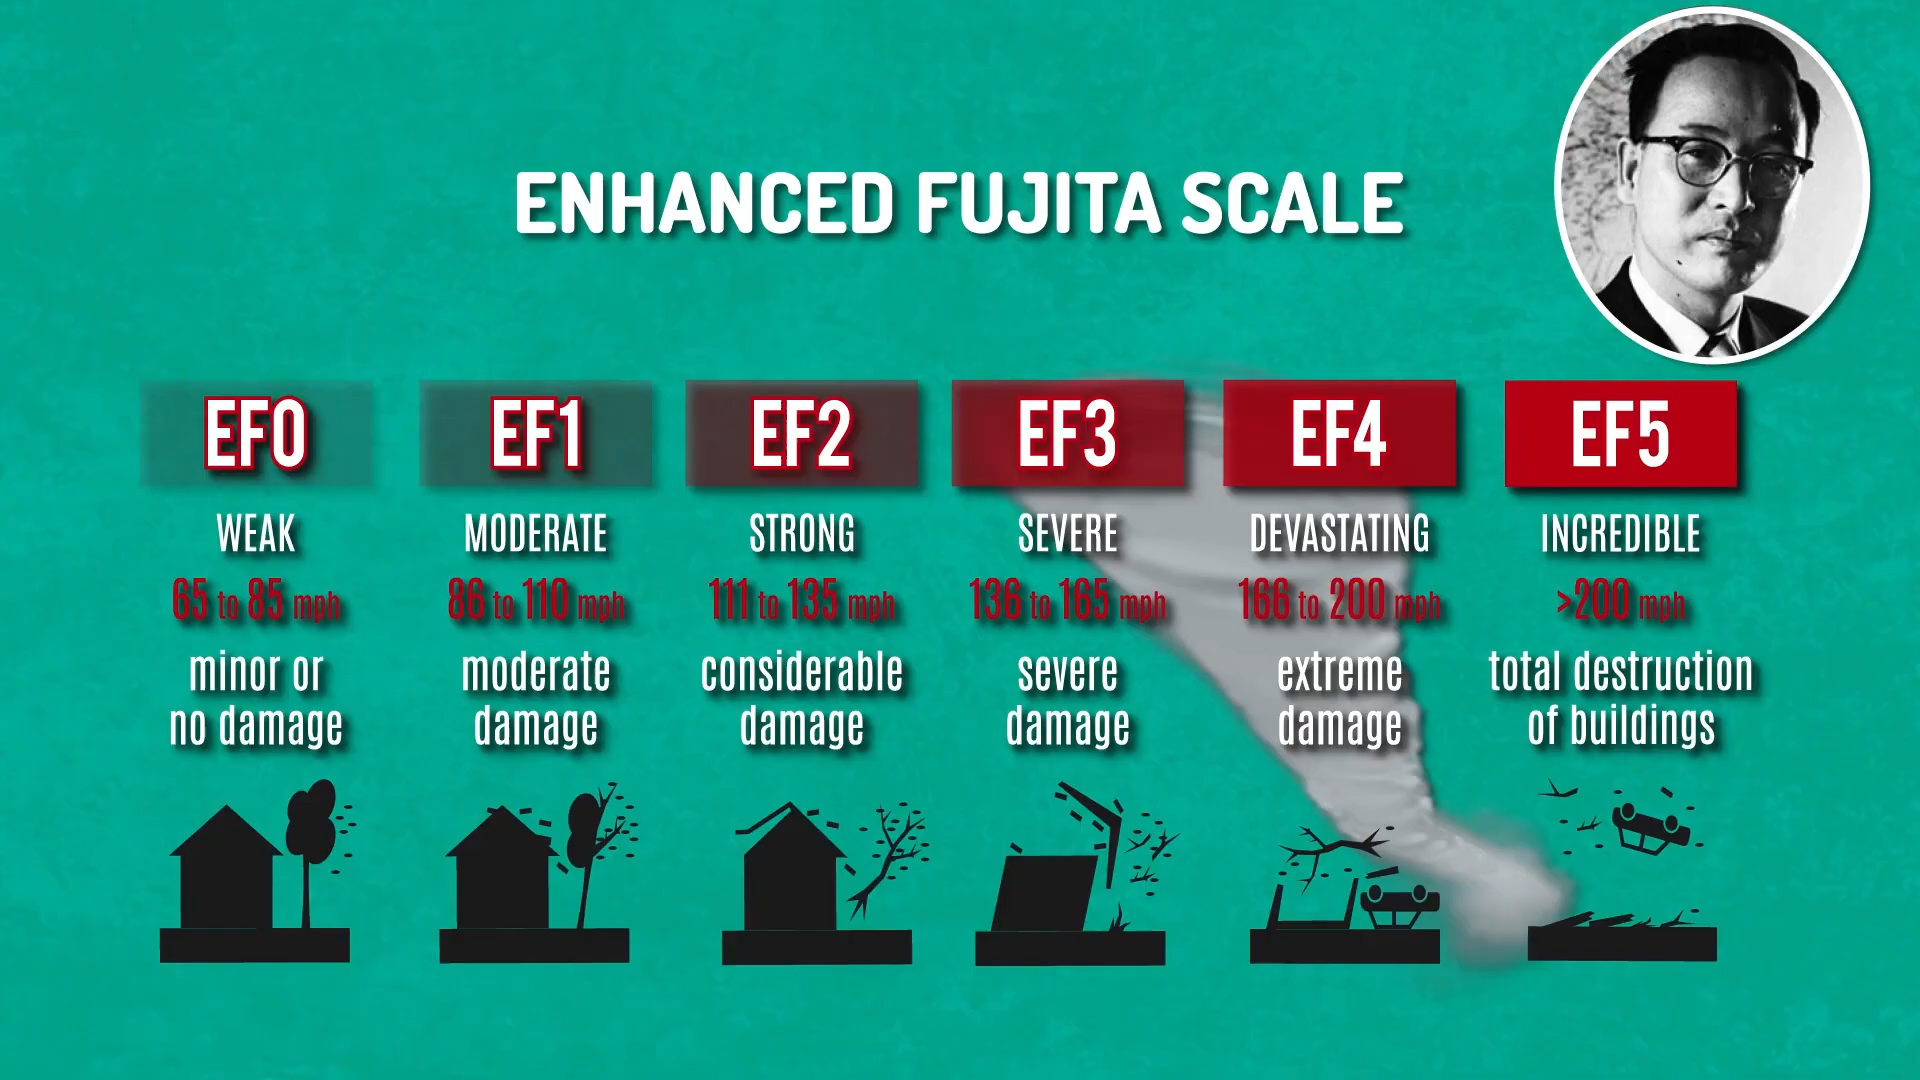 ENHANCED FUJITA SCALE
EF0
WEAK
65 to 85 mph
minor or
no damage
EF1
MODERATE
86 to 110 mph
moderate
damage
EF2
STRONG
111 to 135 mph
considerable
damage
EF3
SEVERE
136 to 165 mph
severe
damage
EF4
DEVASTATING
166 to 200 mph
extreme
damage
EF5
INCREDIBLE
>200 mph
total destruction
of buildings